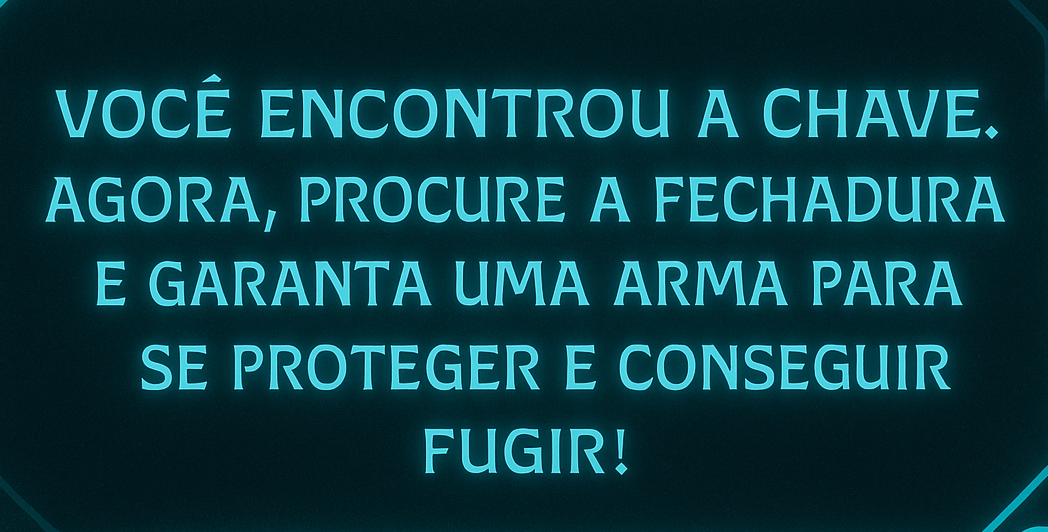 VOCÊ ENCONTROU A CHAVE.
AGORA, PROCURE A FECHADURA
E GARANTA UMA ARMA PARA
SE PROTEGER E CONSEGUIR
FUGIR!